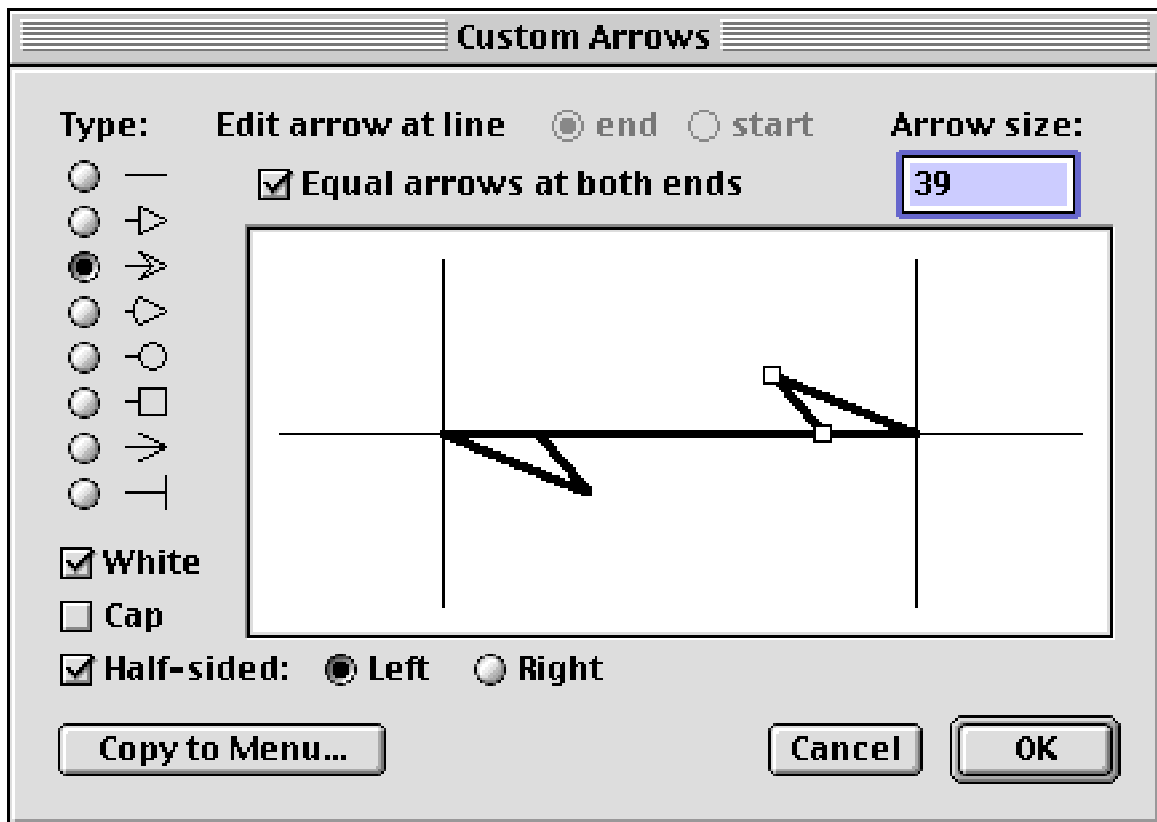 Custom Arrows
Type: Edit arrow at line end start Arrow size:
Equal arrows at both ends 39
White
Cap
Half-sided: Left Right
Copy to Menu... Cancel OK